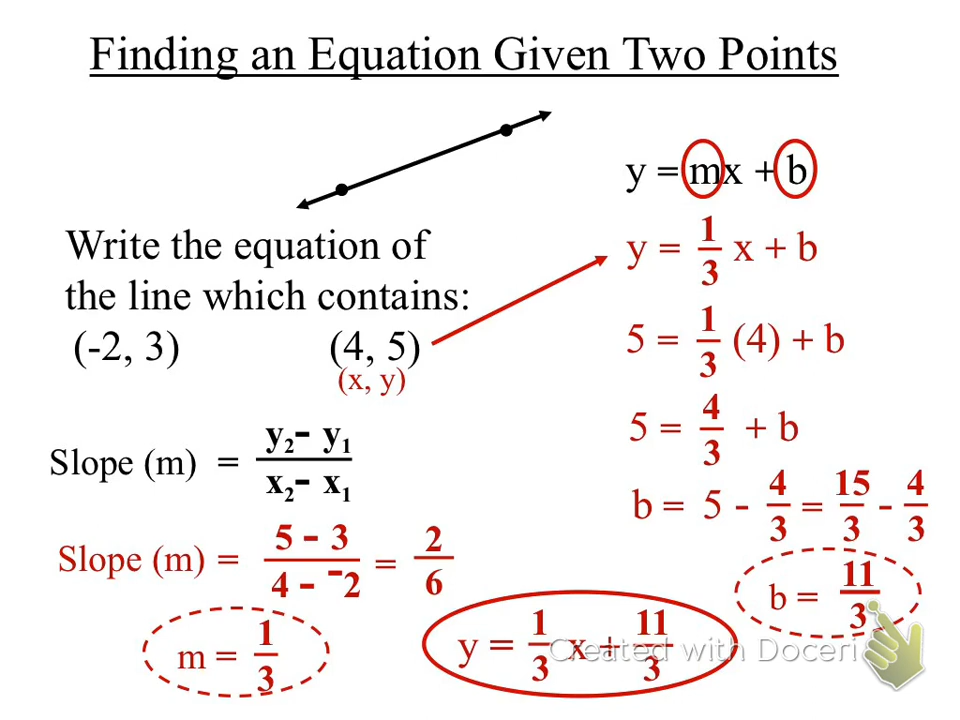 Finding an Equation Given Two Points
Write the equation of
the line which contains:
(-2, 3) (4, 5)
(x, y)
Slope (m) = y₂ - y₁ / x₂ - x₁
Slope (m) = 5 - 3 / 4 - ⁻2 = 2/6
m = 1/3
y = mx + b
y = 1/3 x + b
5 = 1/3 (4) + b
5 = 4/3 + b
b = 5 - 4/3 = 15/3 - 4/3
b = 11/3
y = 1/3 x + 11/3
Created with Doceri